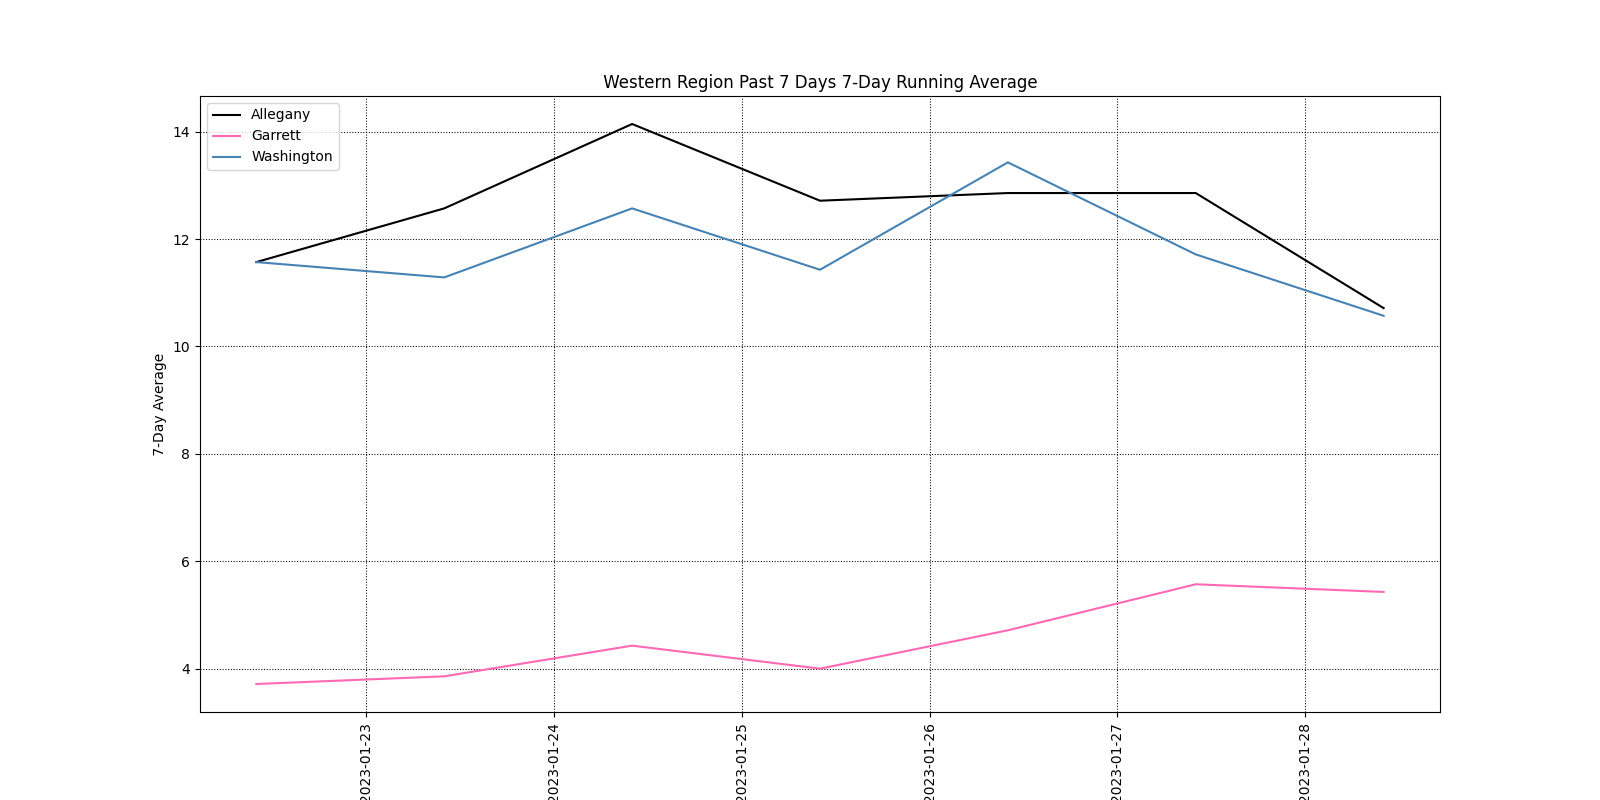 Western Region Past 7 Days 7-Day Running Average
Allegany
Garrett
Washington
14
12
10
8
6
4
7-Day Average
2023-01-23
2023-01-24
2023-01-25
2023-01-26
2023-01-27
2023-01-28